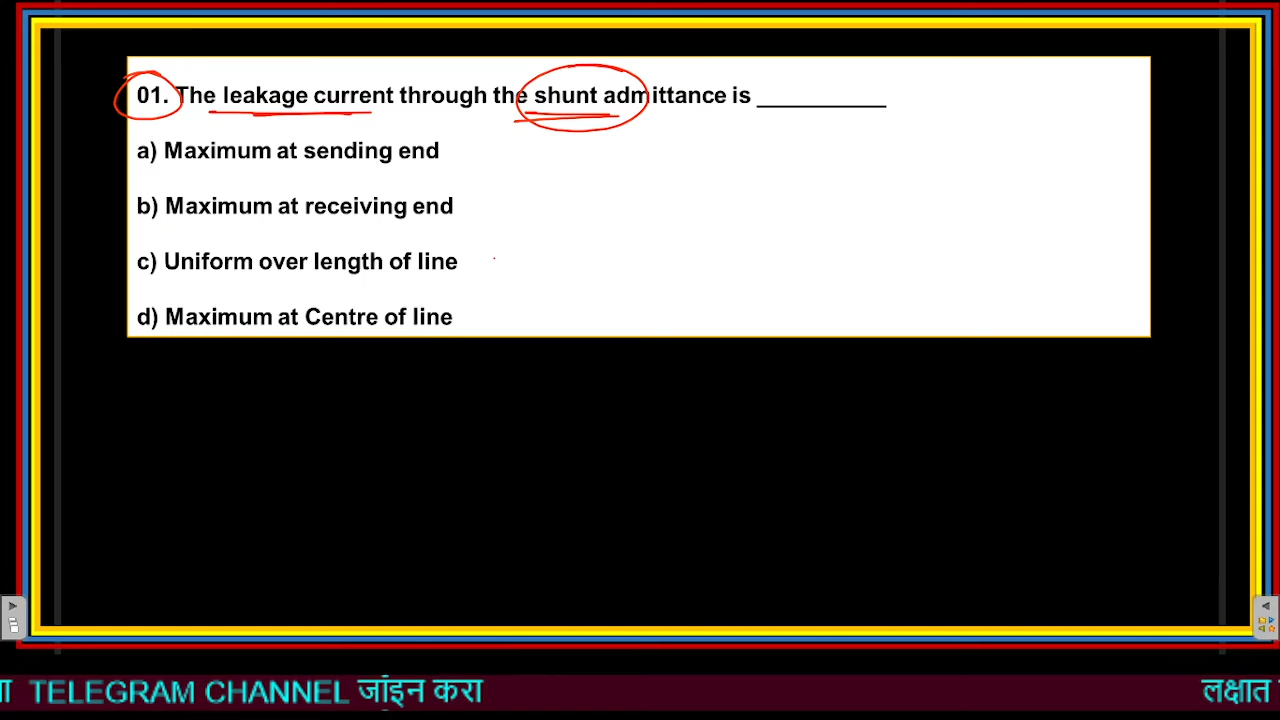 01. The leakage current through the shunt admittance is __________
a) Maximum at sending end
b) Maximum at receiving end
c) Uniform over length of line
d) Maximum at Centre of line
TELEGRAM CHANNEL जॉइन करा लक्षात